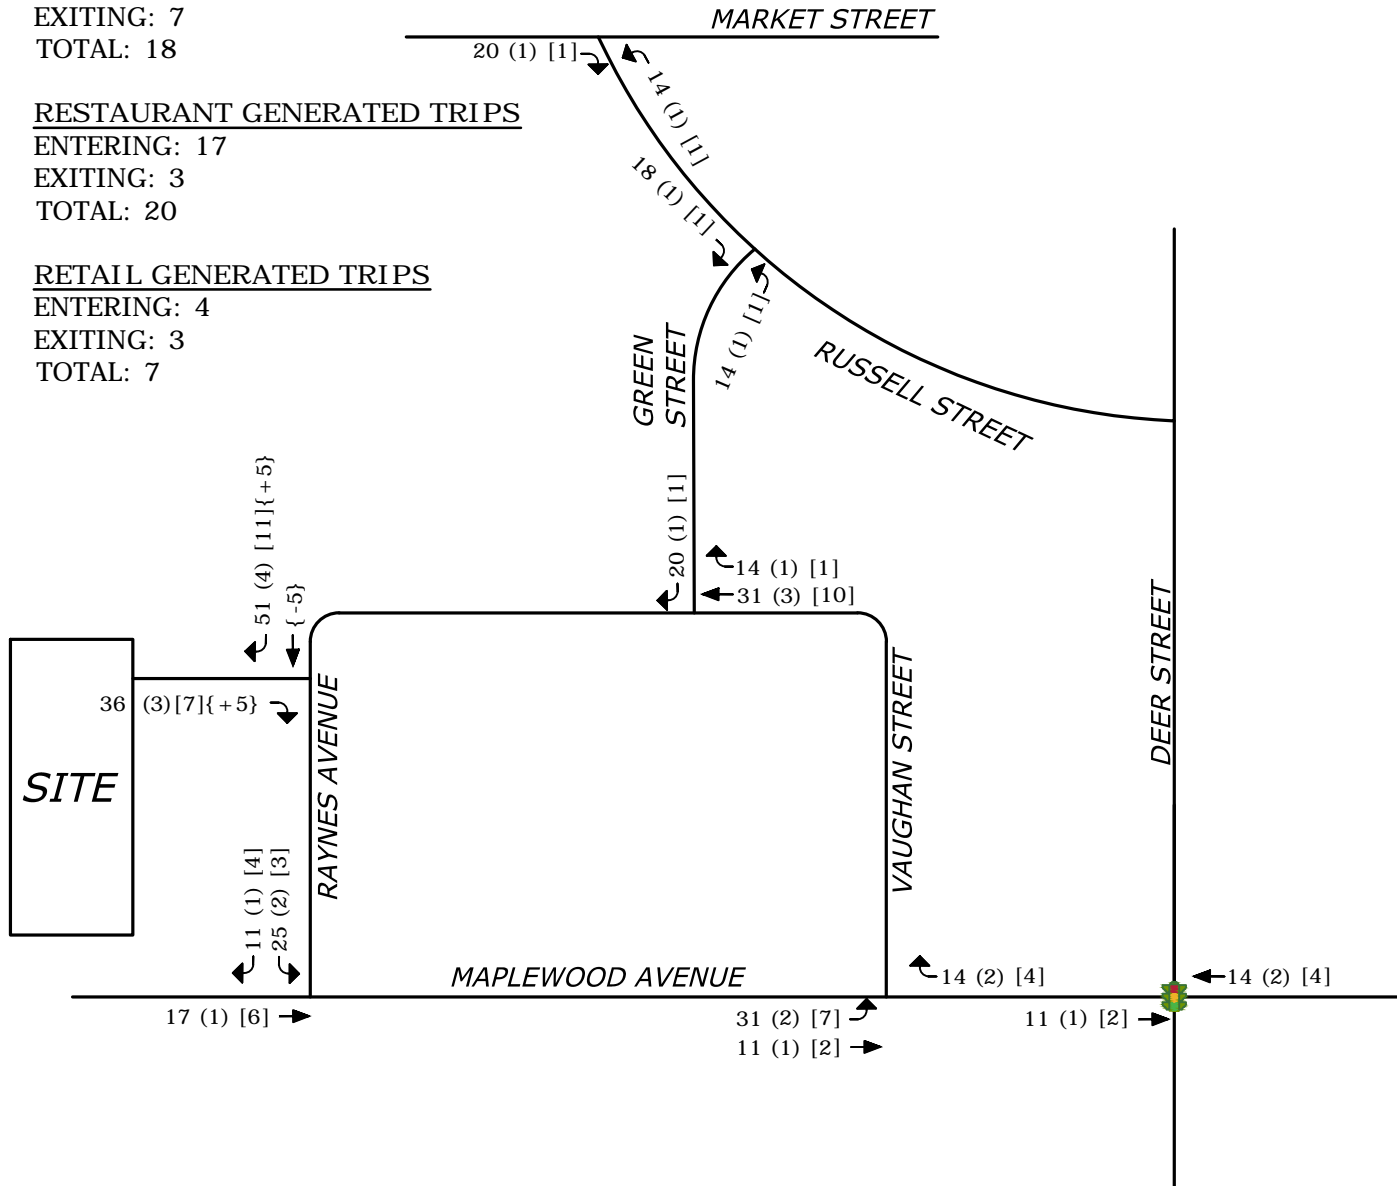 EXITING: 7
TOTAL: 18
RESTAURANT GENERATED TRIPS
ENTERING: 17
EXITING: 3
TOTAL: 20
RETAIL GENERATED TRIPS
ENTERING: 4
EXITING: 3
TOTAL: 7
MARKET STREET
20 (1) [1]
14 (1) [1]
18 (1) [1]
14 (1) [1]
GREEN
STREET
RUSSELL STREET
20 (1) [1]
14 (1) [1]
31 (3) [10]
51 (4) [11]{+5}
{-5}
36 (3)[7]{+5}
SITE
RAYNES AVENUE
VAUGHAN STREET
DEER STREET
11 (1) [4]
25 (2) [3]
MAPLEWOOD AVENUE
14 (2) [4]
14 (2) [4]
17 (1) [6]
31 (2) [7]
11 (1) [2]
11 (1) [2]